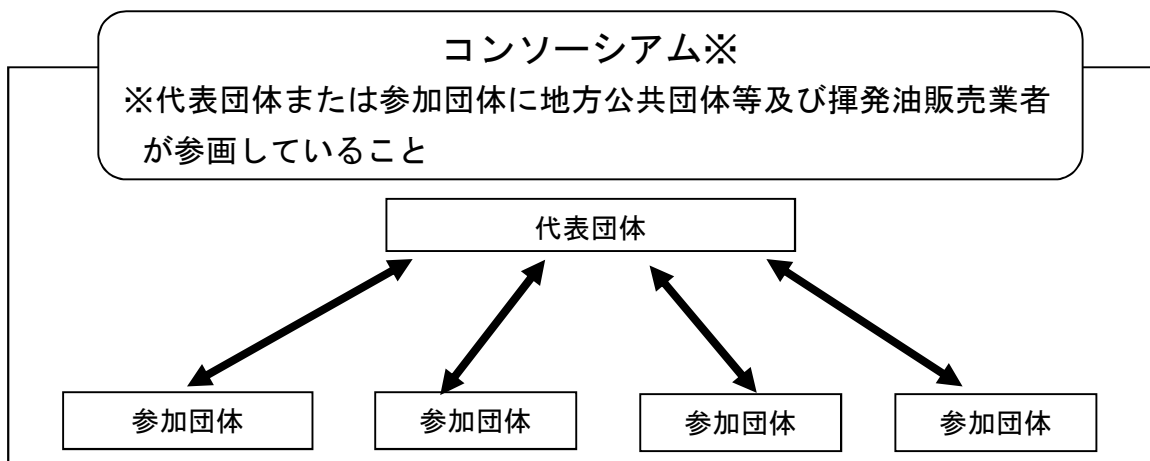 コンソーシアム※
※代表団体または参加団体に地方公共団体等及び揮発油販売業者
が参画していること
代表団体
参加団体
参加団体
参加団体
参加団体